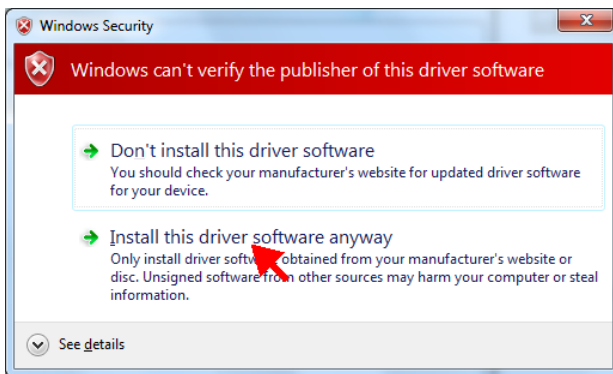 Windows Security
Windows can't verify the publisher of this driver software
Don't install this driver software
You should check your manufacturer's website for updated driver software
for your device.
Install this driver software anyway
Only install driver software obtained from your manufacturer's website or
disc. Unsigned software from other sources may harm your computer or steal
information.
See details